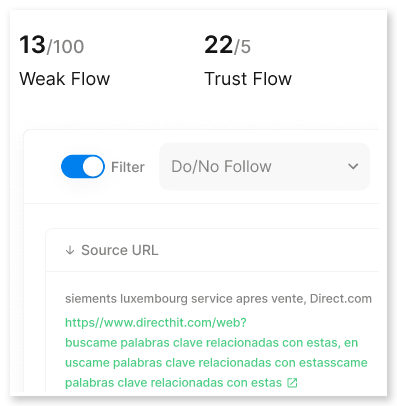 13/100
22/5
Weak Flow
Trust Flow
Filter
Do/No Follow
↓ Source URL
siements luxembourg service apres vente, Direct.com
https//www.directhit.com/web?
buscame palabras clave relacionadas con estas, en
uscame palabras clave relacionadas con estasscame
palabras clave relacionadas con estas